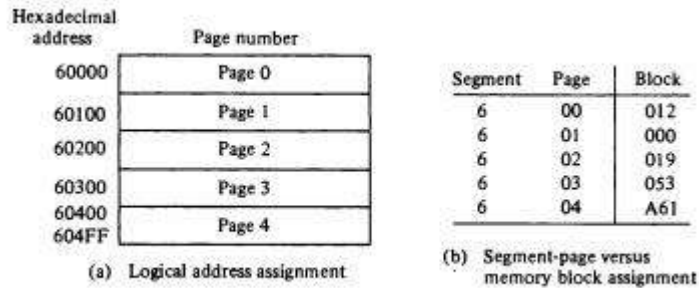 Hexadecimal
address
Page number
60000
Page 0
60100
Page 1
60200
Page 2
60300
Page 3
60400
604FF
Page 4
(a) Logical address assignment
Segment Page Block
6 00 012
6 01 000
6 02 019
6 03 053
6 04 A61
(b) Segment-page versus
memory block assignment